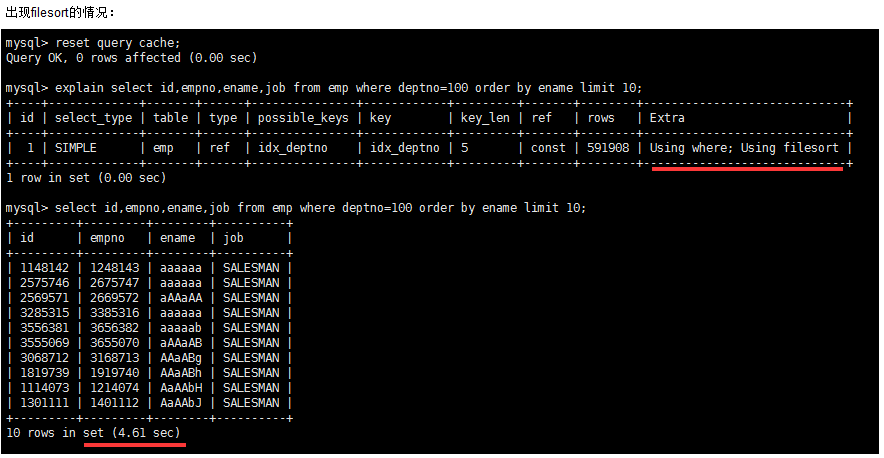 出现filesort的情况：
mysql> reset query cache;
Query OK, 0 rows affected (0.00 sec)
mysql> explain select id,empno,ename,job from emp where deptno=100 order by ename limit 10;
+----+-------------+-------+------+---------------+------------+---------+-------+--------+-----------------------------+
| id | select_type | table | type | possible_keys | key        | key_len | ref   | rows   | Extra                       |
+----+-------------+-------+------+---------------+------------+---------+-------+--------+-----------------------------+
|  1 | SIMPLE      | emp   | ref  | idx_deptno    | idx_deptno | 5       | const | 591908 | Using where; Using filesort |
+----+-------------+-------+------+---------------+------------+---------+-------+--------+-----------------------------+
1 row in set (0.00 sec)
mysql> select id,empno,ename,job from emp where deptno=100 order by ename limit 10;
+---------+---------+--------+----------+
| id      | empno   | ename  | job      |
+---------+---------+--------+----------+
| 1148142 | 1248143 | aaaaaa | SALESMAN |
| 2575746 | 2675747 | aaaaaa | SALESMAN |
| 2569571 | 2669572 | aAAaAA | SALESMAN |
| 3285315 | 3385316 | aaaaaa | SALESMAN |
| 3556381 | 3656382 | aaaaab | SALESMAN |
| 3555069 | 3655070 | aAAaAB | SALESMAN |
| 3068712 | 3168713 | AAaABg | SALESMAN |
| 1819739 | 1919740 | AAaABh | SALESMAN |
| 1114073 | 1214074 | AaAAbH | SALESMAN |
| 1301111 | 1401112 | AaAAbJ | SALESMAN |
+---------+---------+--------+----------+
10 rows in set (4.61 sec)